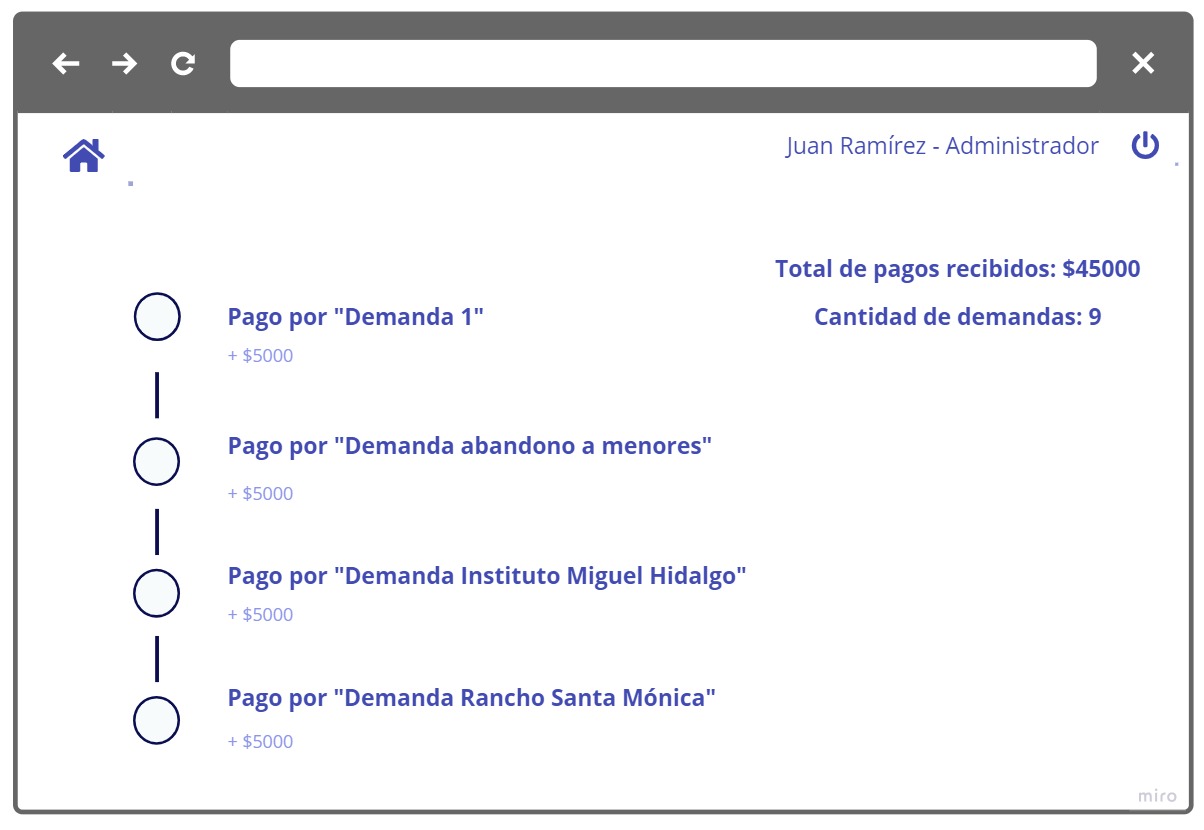 Juan Ramírez - Administrador
Total de pagos recibidos: $45000
Pago por "Demanda 1"
Cantidad de demandas: 9
+ $5000
Pago por "Demanda abandono a menores"
+ $5000
Pago por "Demanda Instituto Miguel Hidalgo"
+ $5000
Pago por "Demanda Rancho Santa Mónica"
+ $5000
miro